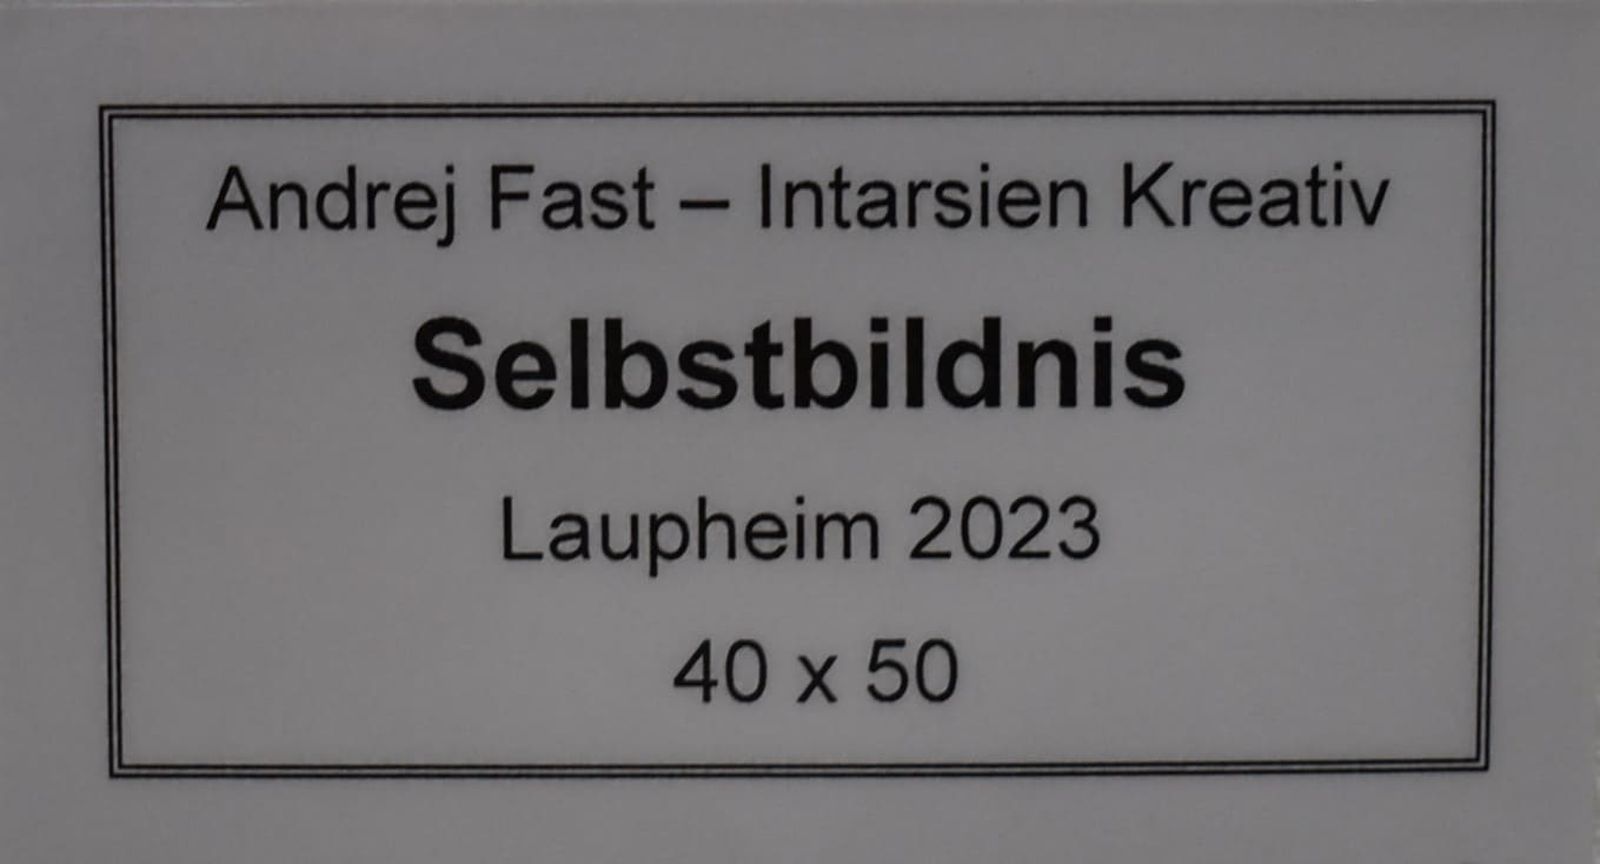 Andrej Fast – Intarsien Kreativ
Selbstbildnis
Laupheim 2023
40 x 50